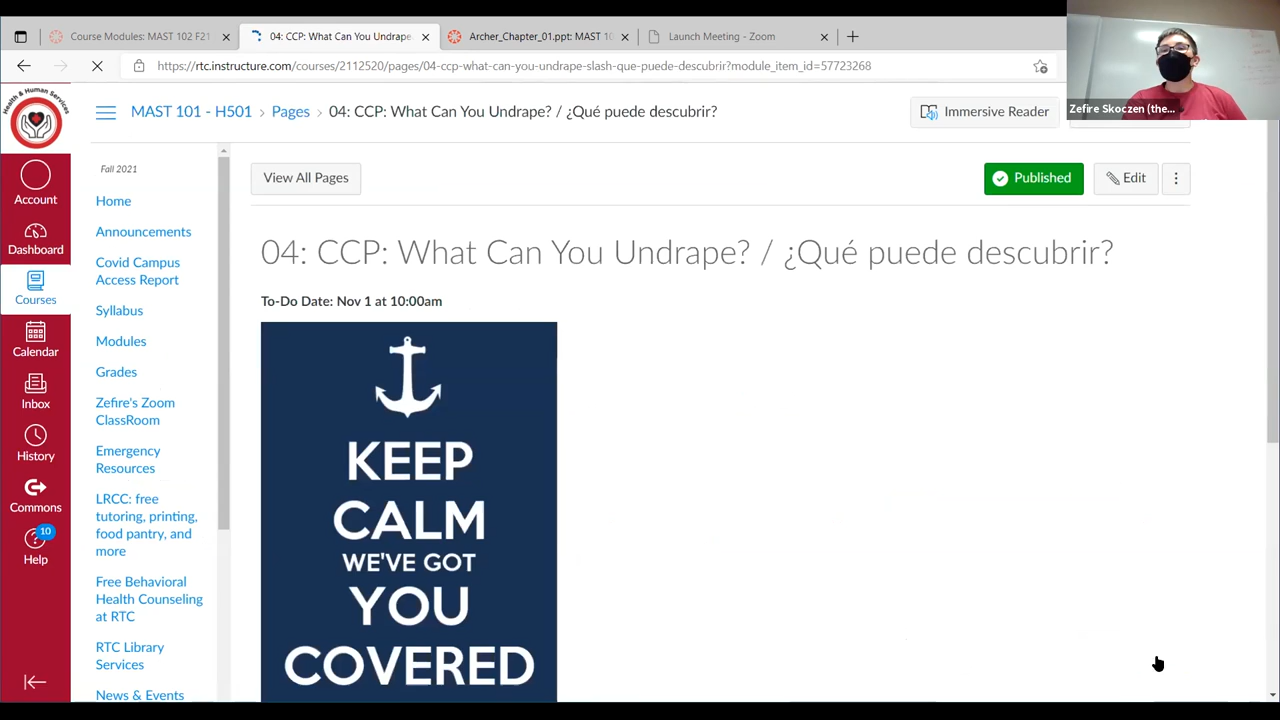 Course Modules: MAST 102 F21
04: CCP: What Can You Undrape
Archer_Chapter_01.ppt: MAST 10
Launch Meeting - Zoom
https://rtc.instructure.com/courses/2112520/pages/04-ccp-what-can-you-undrape-slash-que-puede-descubrir?module_item_id=57723268
Zefire Skoczen (the...
Health & Human Services
MAST 101 - H501 > Pages > 04: CCP: What Can You Undrape? / ¿Qué puede descubrir?
Immersive Reader
Account
Dashboard
Courses
Calendar
Inbox
History
Commons
10
Help
Fall 2021
Home
Announcements
Covid Campus
Access Report
Syllabus
Modules
Grades
Zefire's Zoom
ClassRoom
Emergency
Resources
LRCC: free
tutoring, printing,
food pantry, and
more
Free Behavioral
Health Counseling
at RTC
RTC Library
Services
News & Events
View All Pages
Published
Edit
04: CCP: What Can You Undrape? / ¿Qué puede descubrir?
To-Do Date: Nov 1 at 10:00am
KEEP
CALM
WE'VE GOT
YOU
COVERED